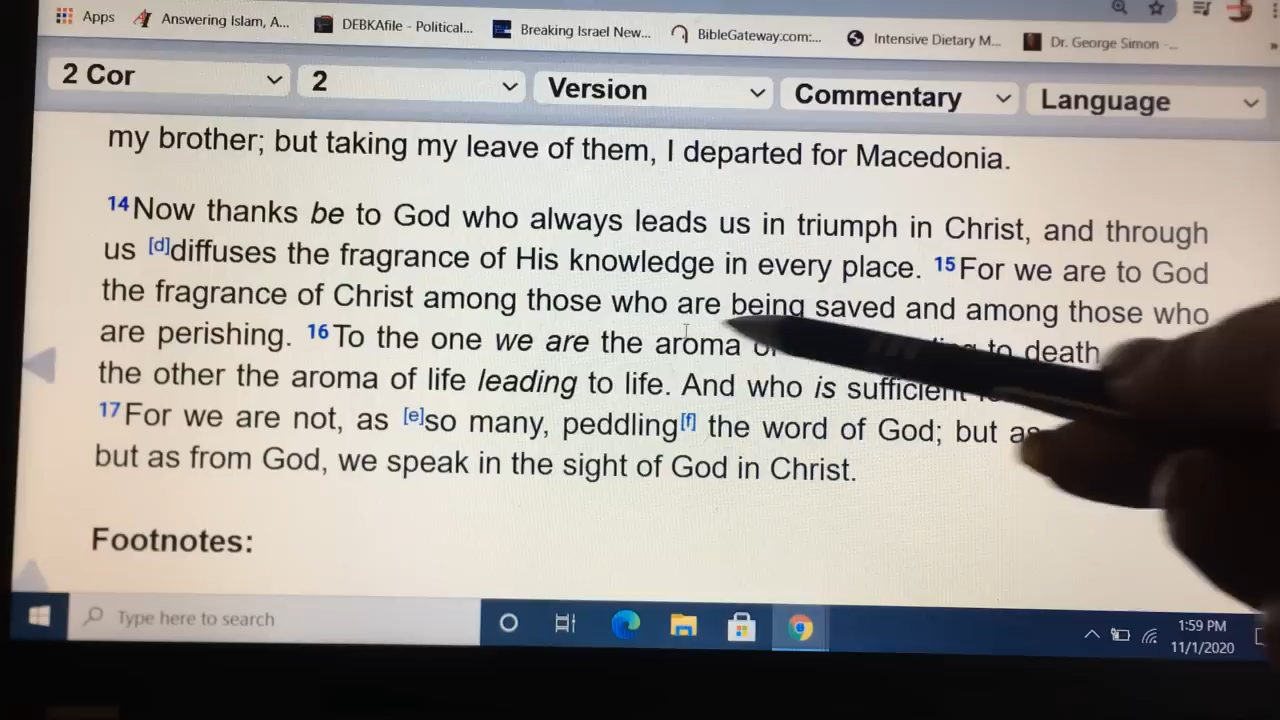 Apps Answering Islam, A... DEBKAfile - Political... Breaking Israel New... BibleGateway.com:... Intensive Dietary M... Dr. George Simon -...
2 Cor 2 Version Commentary Language
my brother; but taking my leave of them, I departed for Macedonia.
14 Now thanks be to God who always leads us in triumph in Christ, and through
us [d]diffuses the fragrance of His knowledge in every place. 15 For we are to God
the fragrance of Christ among those who are being saved and among those who
are perishing. 16 To the one we are the aroma to death
the other the aroma of life leading to life. And who is sufficient
17 For we are not, as [e]so many, peddling[f] the word of God; but as
but as from God, we speak in the sight of God in Christ.
Footnotes:
Type here to search
1:59 PM
11/1/2020